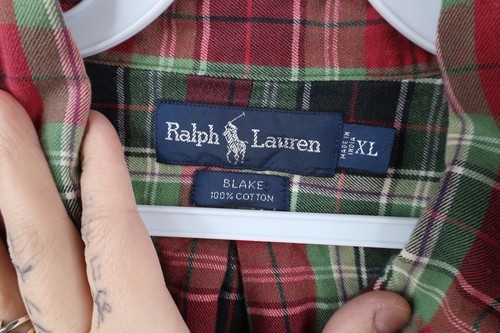 Ralph Lauren
MADE IN
INDIA
XL
BLAKE
100% COTTON